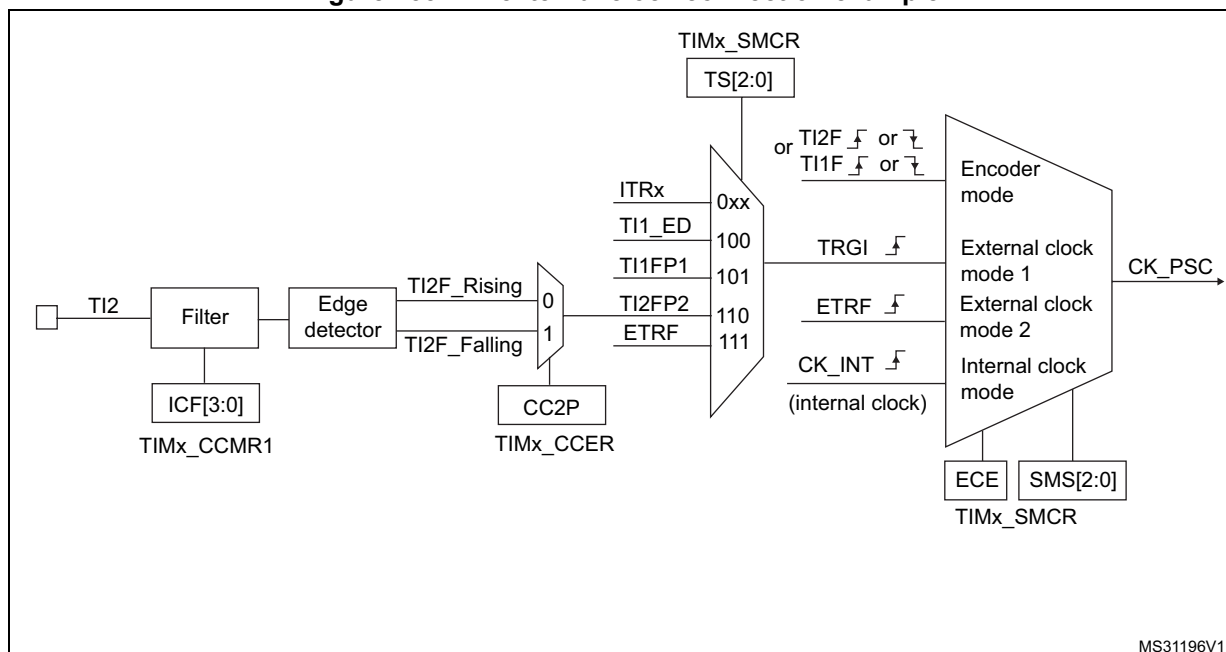 TIMx_SMCR
TS[2:0]
or TI2F or
TI1F or
Encoder
mode
ITRx
0xx
TI1_ED
100
TRGI
External clock
mode 1
TI1FP1
101
CK_PSC
TI2
Filter
Edge
detector
TI2F_Rising
0
TI2F_Falling
1
TI2FP2
110
ETRF
111
ETRF
External clock
mode 2
CK_INT
(internal clock)
Internal clock
mode
ICF[3:0]
TIMx_CCMR1
CC2P
TIMx_CCER
ECE
SMS[2:0]
TIMx_SMCR
MS31196V1